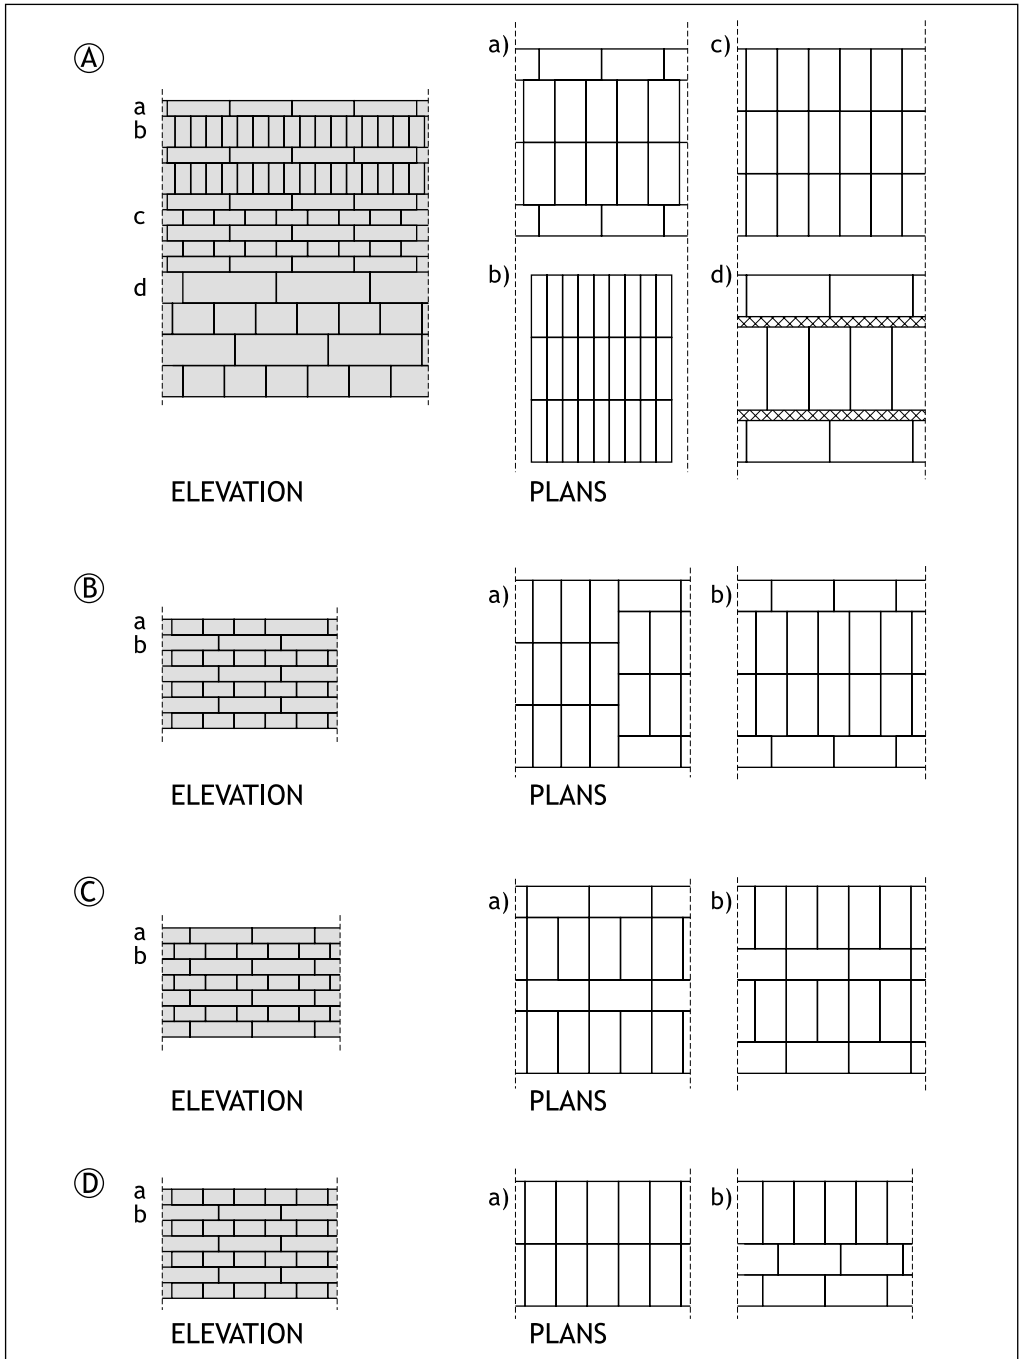 A
a
b
c
d
a)
c)
b)
d)
ELEVATION
PLANS
B
a
b
a)
b)
ELEVATION
PLANS
C
a
b
a)
b)
ELEVATION
PLANS
D
a
b
a)
b)
ELEVATION
PLANS